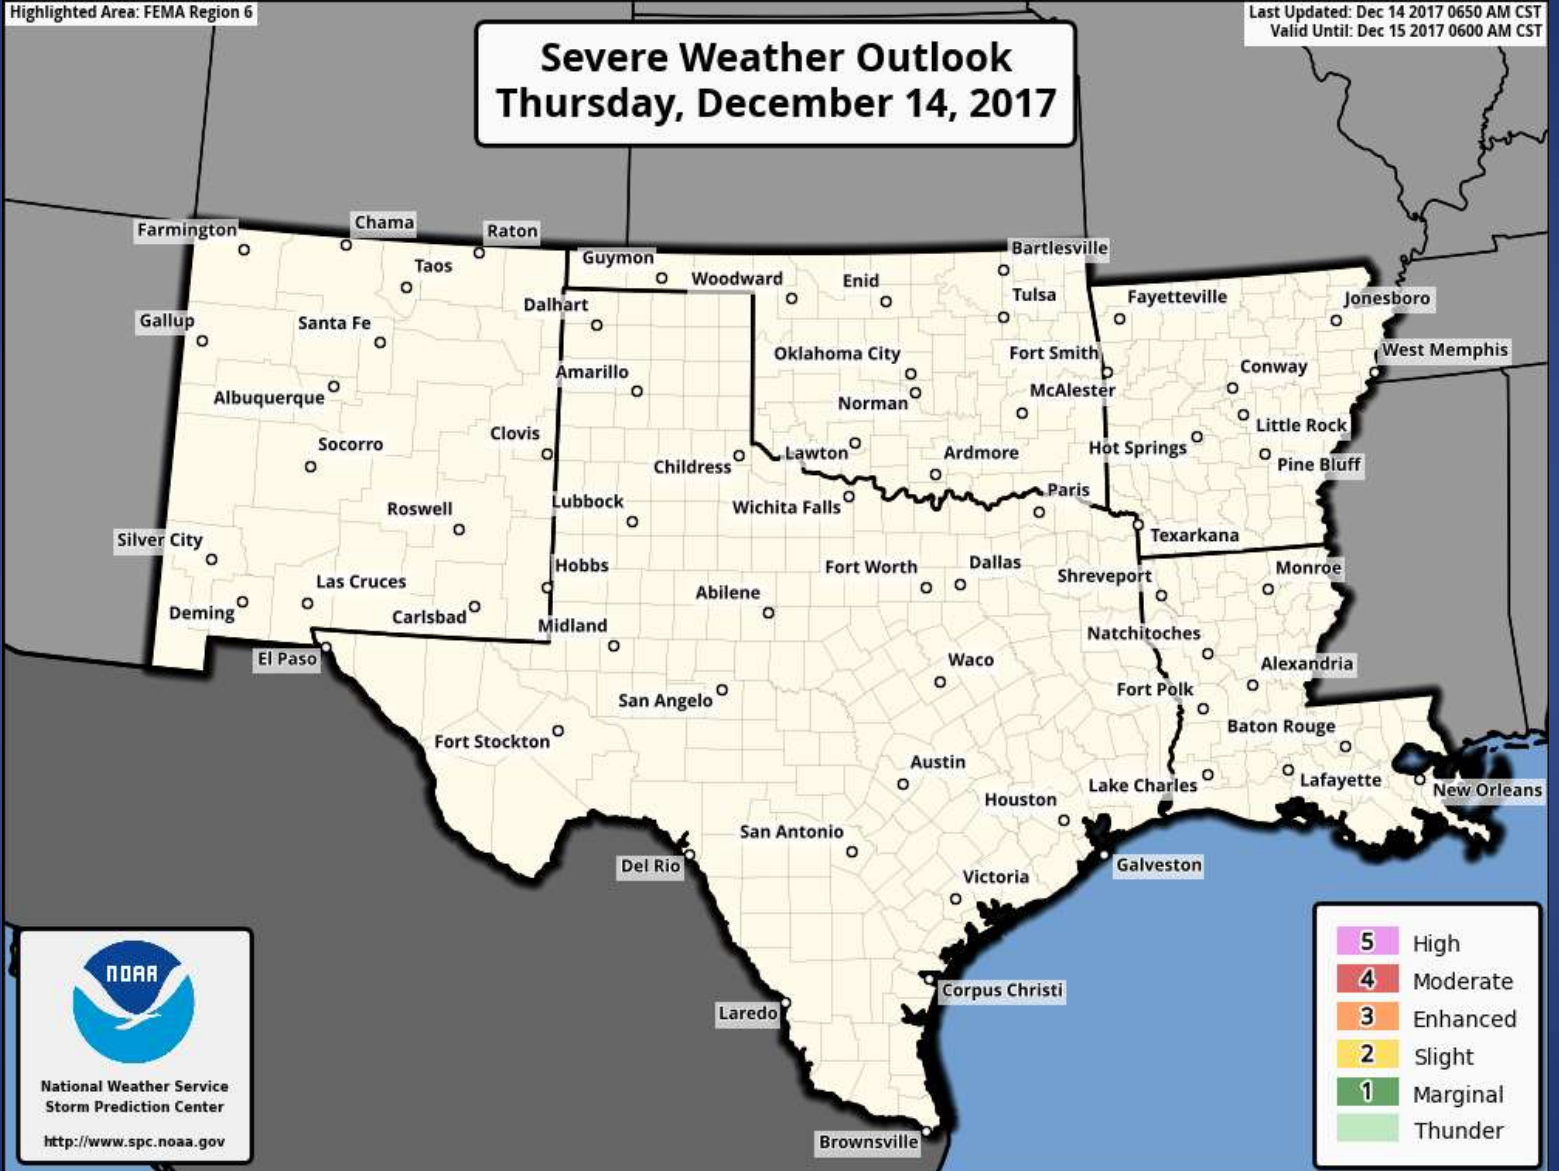 Highlighted Area: FEMA Region 6
Last Updated: Dec 14 2017 0650 AM CST
Valid Until: Dec 15 2017 0600 AM CST
Severe Weather Outlook
Thursday, December 14, 2017
Farmington
Chama
Raton
Taos
Guymon
Woodward
Enid
Bartlesville
Tulsa
Fayetteville
Jonesboro
Gallup
Santa Fe
Dalhart
Oklahoma City
Fort Smith
West Memphis
Albuquerque
Amarillo
Norman
McAlester
Conway
Little Rock
Socorro
Clovis
Childress
Lawton
Ardmore
Hot Springs
Pine Bluff
Roswell
Lubbock
Wichita Falls
Paris
Texarkana
Silver City
Las Cruces
Hobbs
Abilene
Fort Worth
Dallas
Shreveport
Monroe
Deming
Carlsbad
Midland
Natchitoches
El Paso
San Angelo
Waco
Fort Polk
Alexandria
Fort Stockton
Austin
Baton Rouge
Houston
Lake Charles
Lafayette
New Orleans
San Antonio
Del Rio
Victoria
Galveston
Laredo
Corpus Christi
Brownsville
NOAA
National Weather Service
Storm Prediction Center
http://www.spc.noaa.gov
5 High
4 Moderate
3 Enhanced
2 Slight
1 Marginal
Thunder